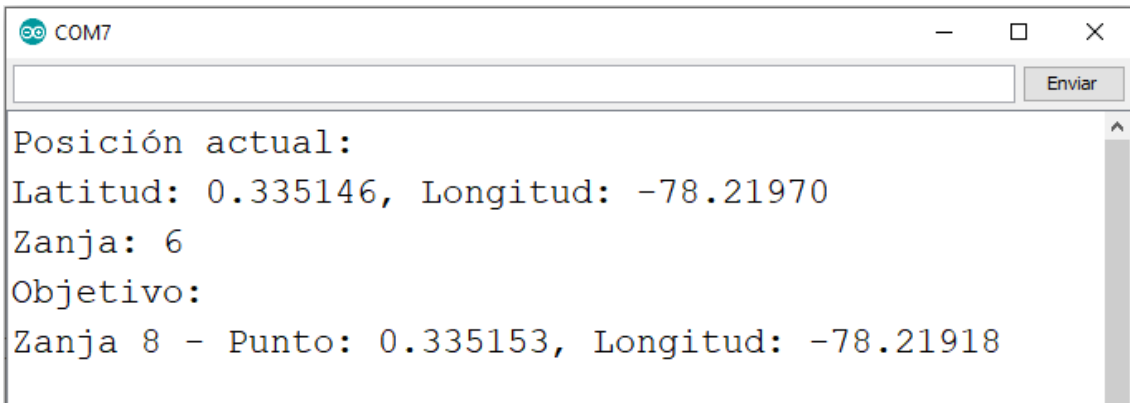 COM7
Enviar
Posición actual:
Latitud: 0.335146, Longitud: -78.21970
Zanja: 6
Objetivo:
Zanja 8 - Punto: 0.335153, Longitud: -78.21918